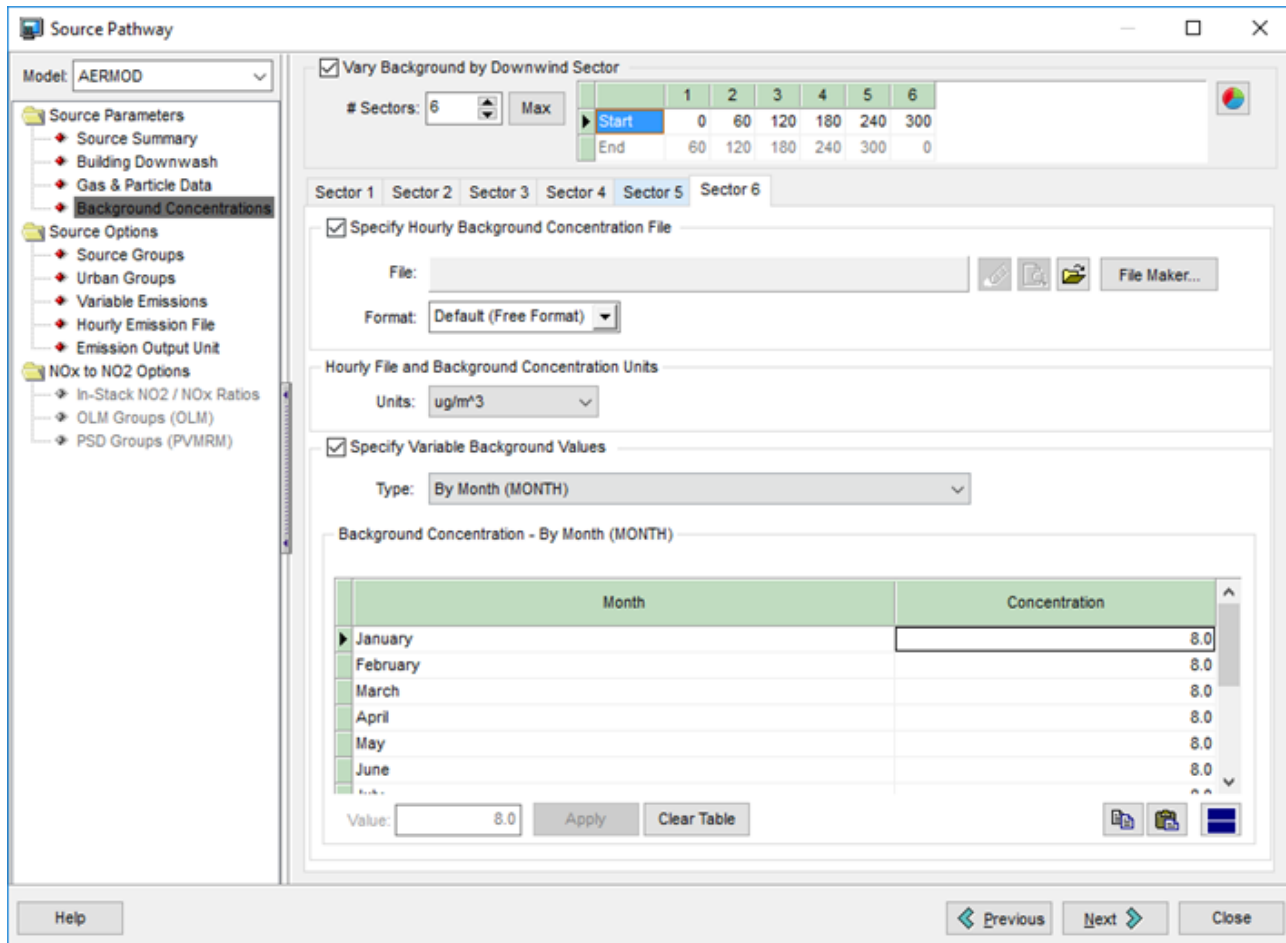 Source Pathway
Model: AERMOD
Source Parameters
Source Summary
Building Downwash
Gas & Particle Data
Background Concentrations
Source Options
Source Groups
Urban Groups
Variable Emissions
Hourly Emission File
Emission Output Unit
NOx to NO2 Options
In-Stack NO2 / NOx Ratios
OLM Groups (OLM)
PSD Groups (PVMRM)
Vary Background by Downwind Sector
# Sectors: 6 Max
1 2 3 4 5 6
Start 0 60 120 180 240 300
End 60 120 180 240 300 0
Sector 1 Sector 2 Sector 3 Sector 4 Sector 5 Sector 6
Specify Hourly Background Concentration File
File: File Maker...
Format: Default (Free Format)
Hourly File and Background Concentration Units
Units: ug/m^3
Specify Variable Background Values
Type: By Month (MONTH)
Background Concentration - By Month (MONTH)
Month Concentration
January 8.0
February 8.0
March 8.0
April 8.0
May 8.0
June 8.0
Value: 8.0 Apply Clear Table
Help Previous Next Close